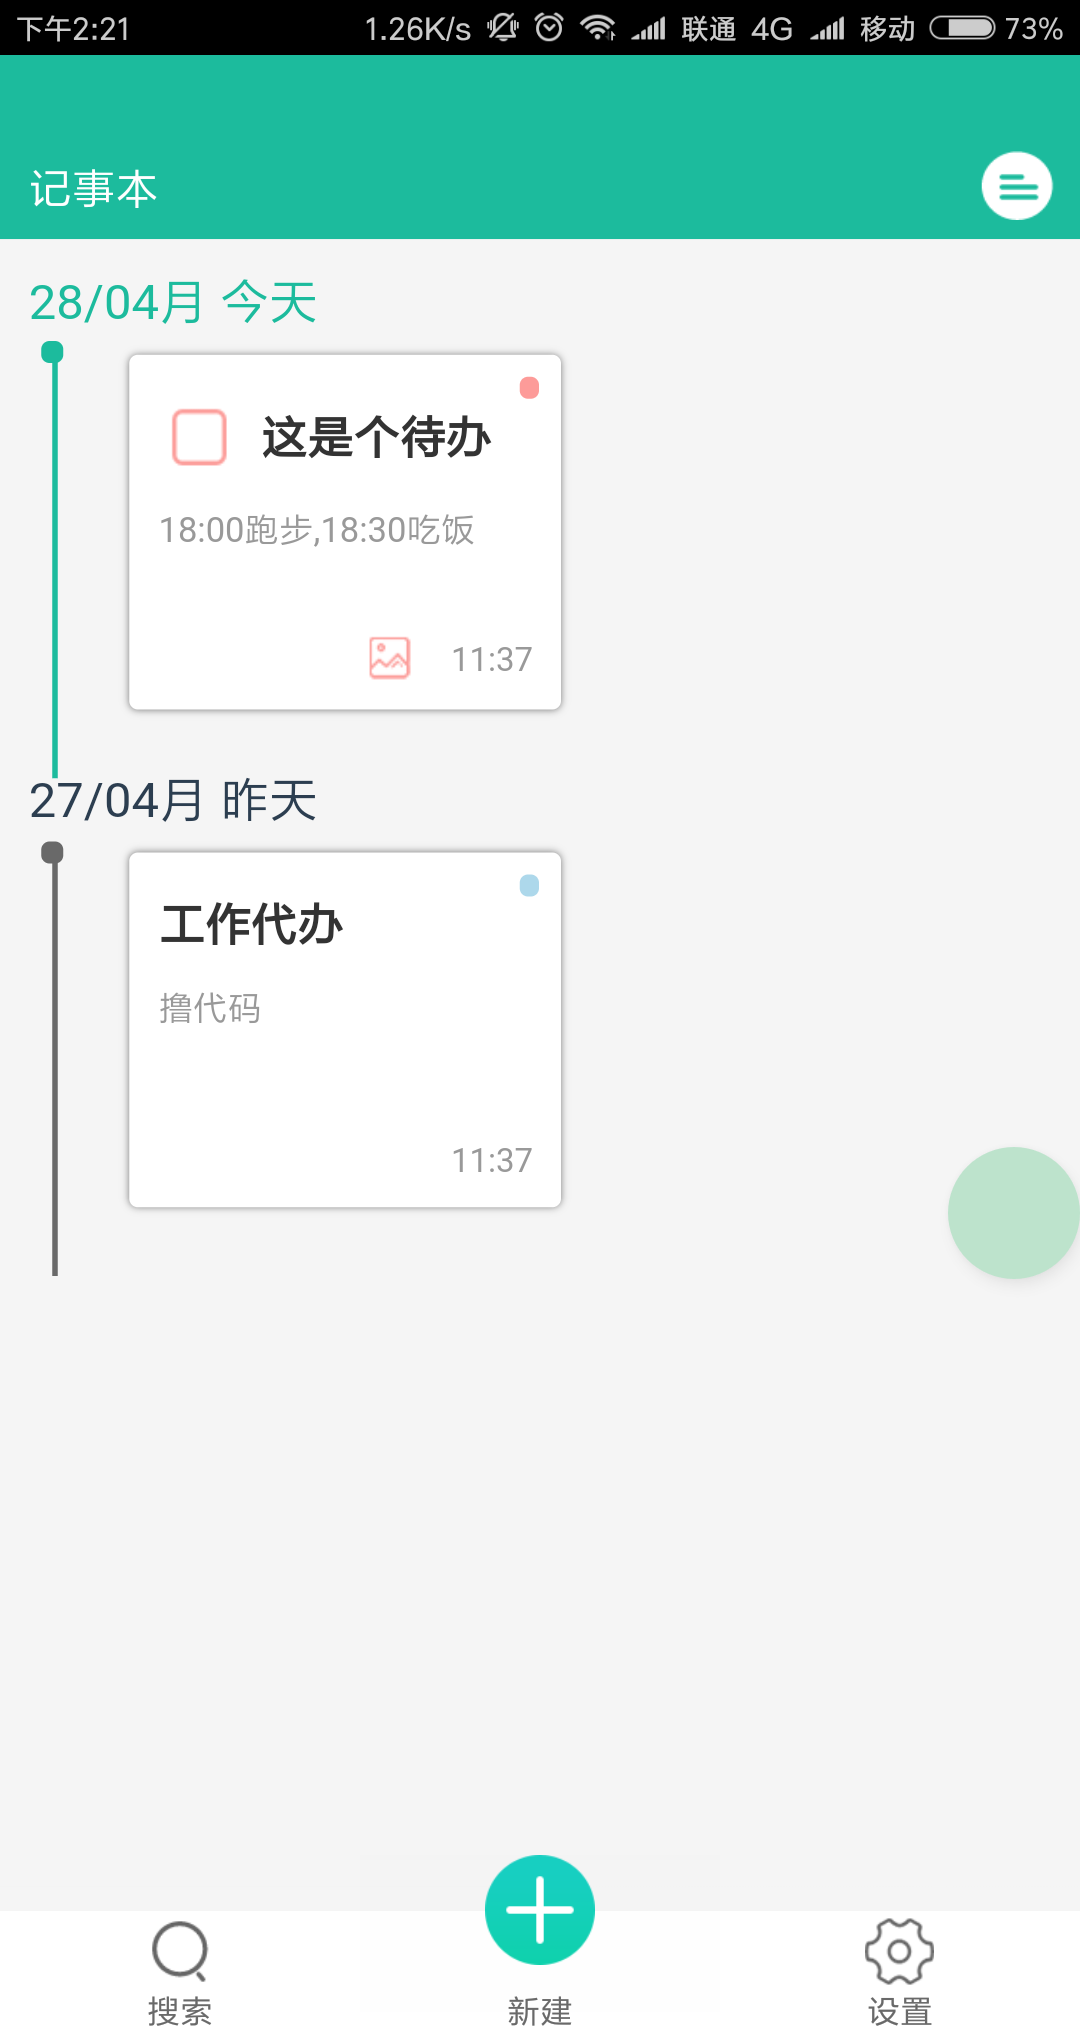 下午2:21 1.26K/s 联通 4G 移动 73%
记事本
28/04月 今天
这是个待办
18:00跑步,18:30吃饭
11:37
27/04月 昨天
工作代办
撸代码
11:37
搜索 新建 设置